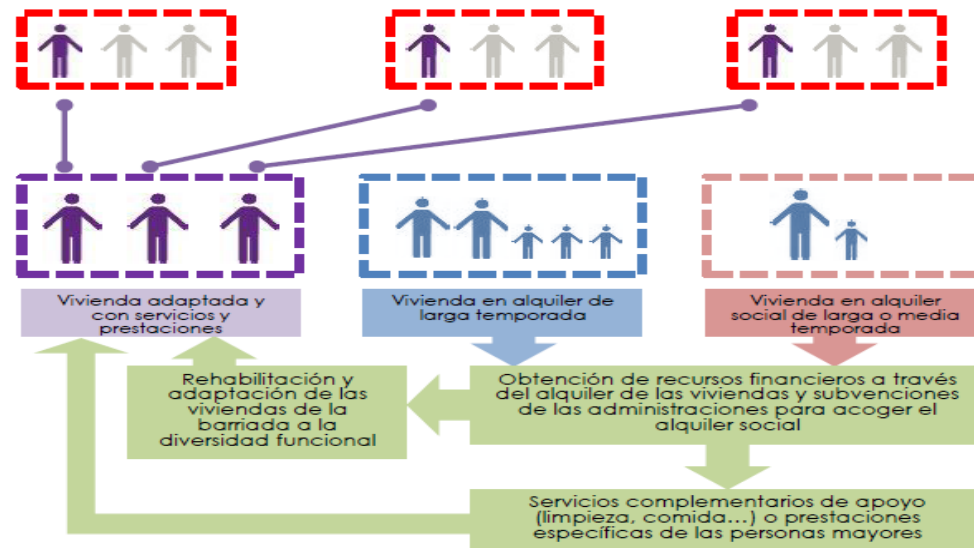 Vivienda adaptada y
con servicios y
prestaciones
Vivienda en alquiler de
larga temporada
Vivienda en alquiler
social de larga o media
temporada
Rehabilitación y
adaptación de las
viviendas de la
barriada a la
diversidad funcional
Obtención de recursos financieros a través
del alquiler de las viviendas y subvenciones
de las administraciones para acoger el
alquiler social
Servicios complementarios de apoyo
(limpieza, comida...) o prestaciones
específicas de las personas mayores